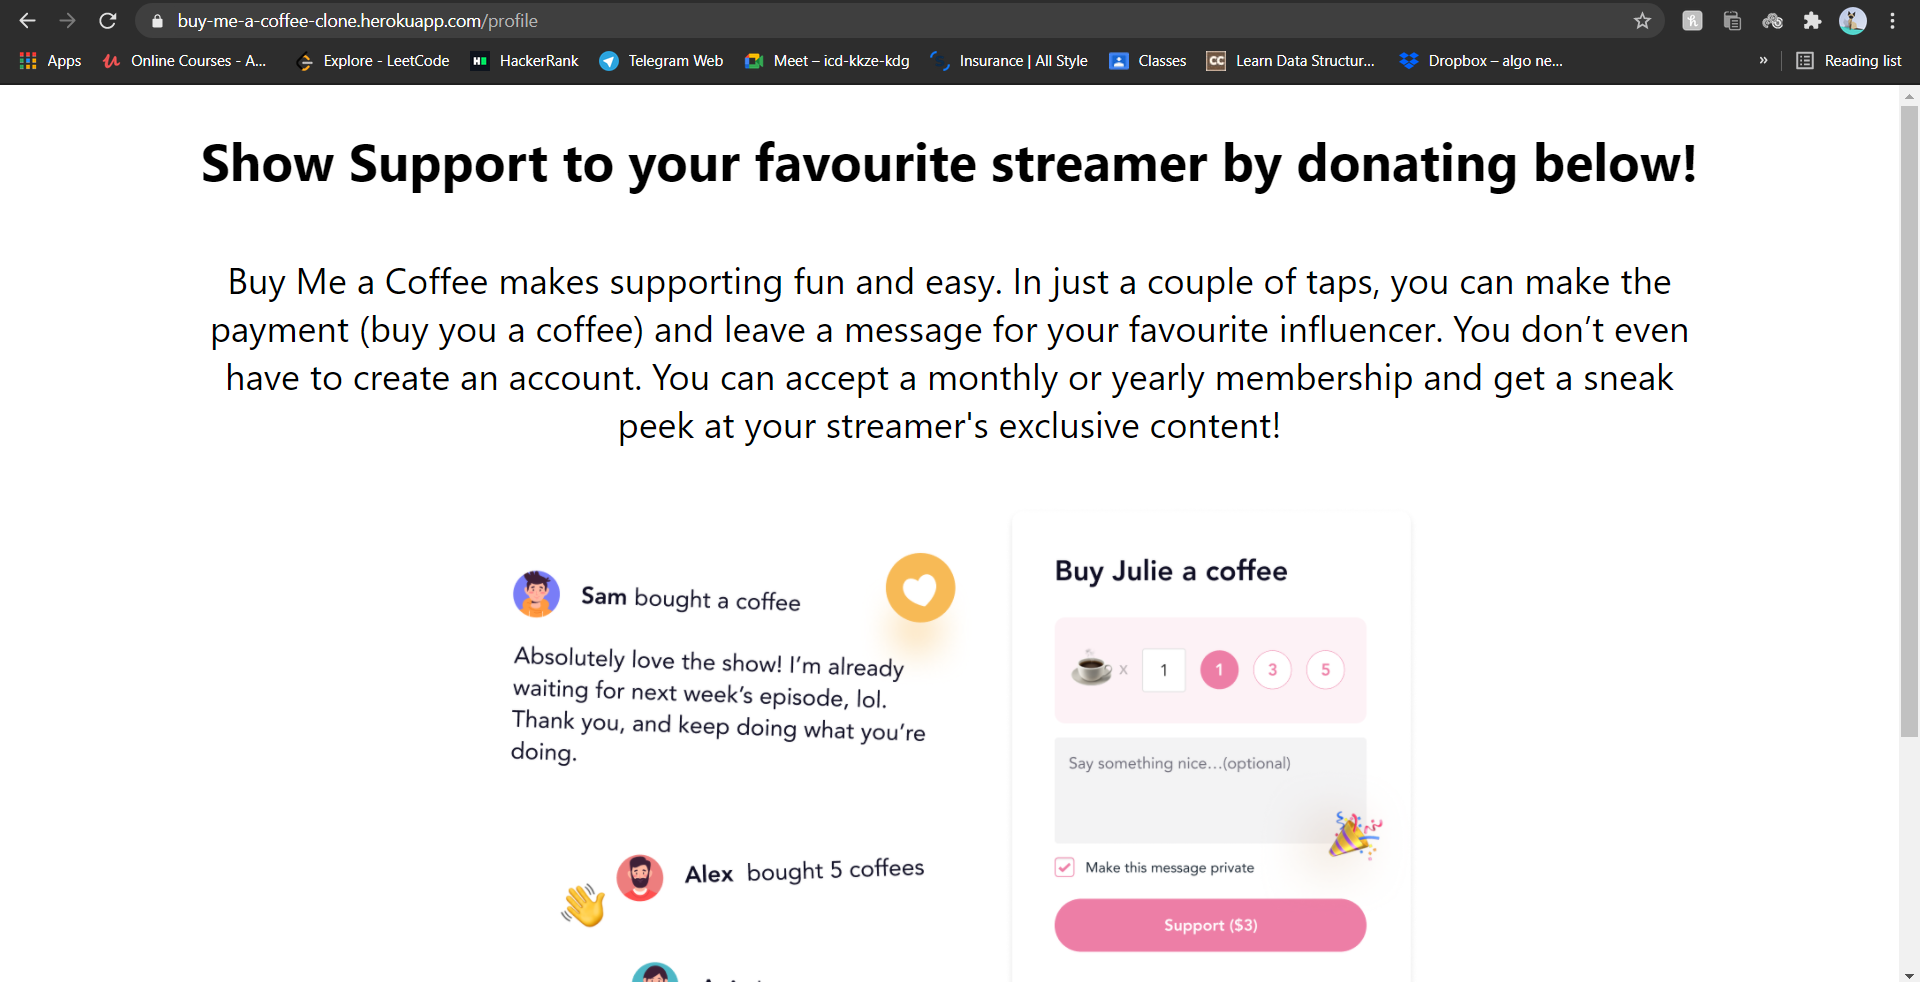 buy-me-a-coffee-clone.herokuapp.com/profile
Apps
Online Courses - A...
Explore - LeetCode
HackerRank
Telegram Web
Meet – icd-kkze-kdg
Insurance | All Style
Classes
Learn Data Structur...
Dropbox – algo ne...
»
Reading list
Show Support to your favourite streamer by donating below!
Buy Me a Coffee makes supporting fun and easy. In just a couple of taps, you can make the
payment (buy you a coffee) and leave a message for your favourite influencer. You don’t even
have to create an account. You can accept a monthly or yearly membership and get a sneak
peek at your streamer's exclusive content!
Sam bought a coffee
Absolutely love the show! I’m already
waiting for next week’s episode, lol.
Thank you, and keep doing what you’re
doing.
Alex bought 5 coffees
Buy Julie a coffee
x 1 1 3 5
Say something nice...(optional)
Make this message private
Support ($3)